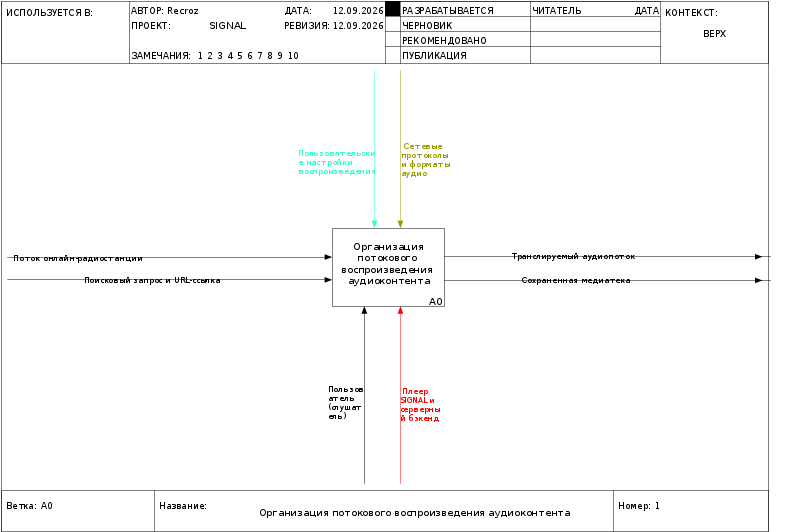 ИСПОЛЬЗУЕТСЯ В:
АВТОР: Recroz
ДАТА: 12.09.2026
РАЗРАБАТЫВАЕТСЯ
ЧИТАТЕЛЬ
ДАТА
КОНТЕКСТ:
ПРОЕКТ: SIGNAL
РЕВИЗИЯ: 12.09.2026
ЧЕРНОВИК
ВЕРХ
РЕКОМЕНДОВАНО
ЗАМЕЧАНИЯ: 1 2 3 4 5 6 7 8 9 10
ПУБЛИКАЦИЯ
Пользовательски
е настройки
воспроизведения
Сетевые
протоколы
и форматы
аудио
Поток онлайн-радиостанции
Поисковый запрос и URL-ссылка
Организация
потокового
воспроизведения
аудиоконтента
A0
Транслируемый аудиопоток
Сохраненная медиатека
Пользов
атель
(слушат
ель)
Плеер
SIGNAL и
серверны
й бэкенд
Ветка: A0
Название:
Организация потокового воспроизведения аудиоконтента
Номер: 1